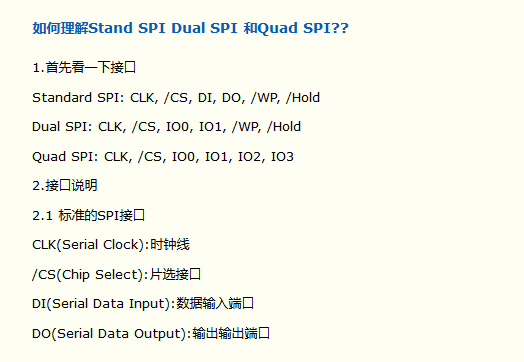 如何理解Stand SPI Dual SPI 和Quad SPI??
1.首先看一下接口
Standard SPI: CLK, /CS, DI, DO, /WP, /Hold
Dual SPI: CLK, /CS, IO0, IO1, /WP, /Hold
Quad SPI: CLK, /CS, IO0, IO1, IO2, IO3
2.接口说明
2.1 标准的SPI接口
CLK(Serial Clock):时钟线
/CS(Chip Select):片选接口
DI(Serial Data Input):数据输入端口
DO(Serial Data Output):输出输出端口